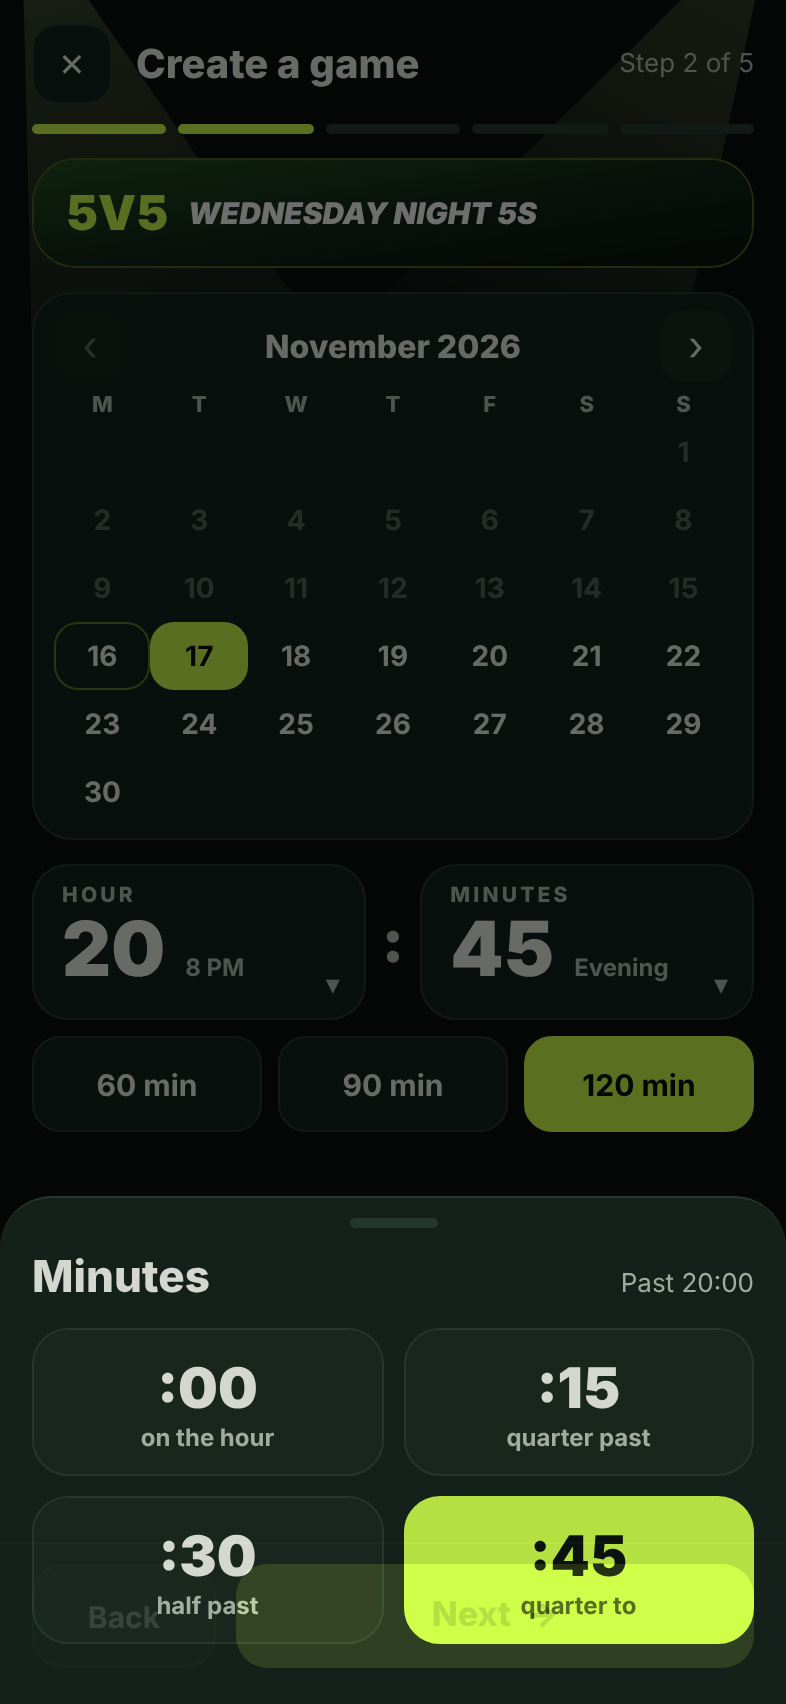 ✕ Create a game Step 2 of 5
5V5 WEDNESDAY NIGHT 5S
‹ November 2026 ›
M T W T F S S
1
2 3 4 5 6 7 8
9 10 11 12 13 14 15
16 17 18 19 20 21 22
23 24 25 26 27 28 29
30
HOUR MINUTES
20 8 PM ▼ : 45 Evening ▼
60 min 90 min 120 min
Minutes Past 20:00
:00 :15
on the hour quarter past
:30 :45
half past quarter to
Back Next →